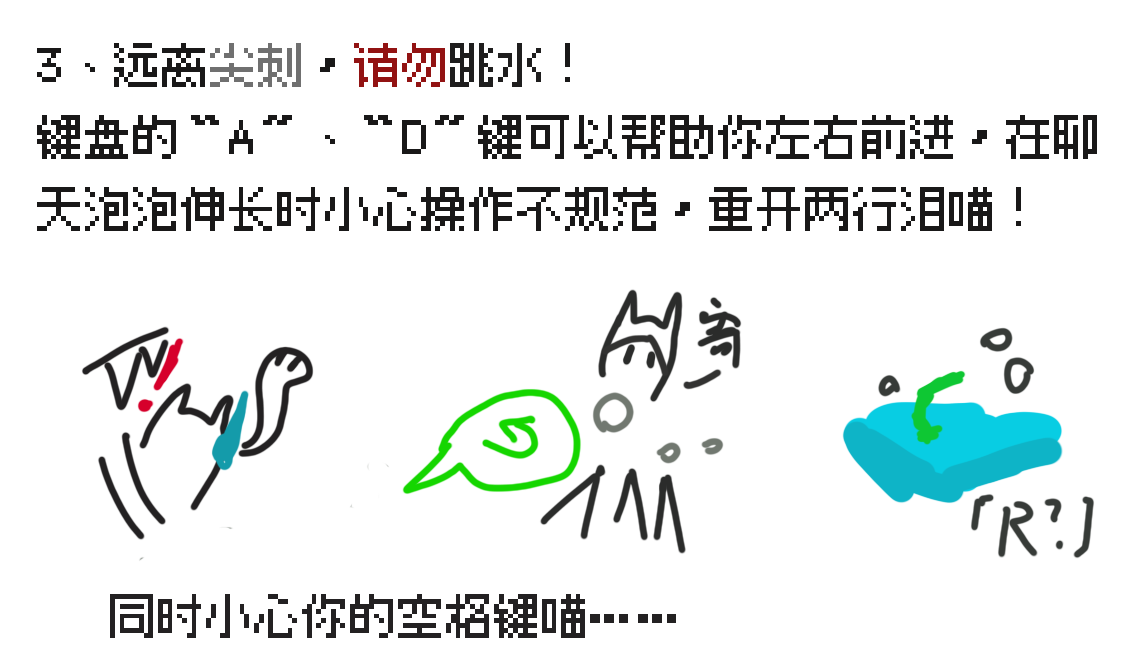 3、远离尖刺，请勿跳水！
键盘的“A”、“D”键可以帮助你左右前进，在聊
天泡泡伸长时小心操作不规范，重开两行泪喵！
「R?」
同时小心你的空格键喵……